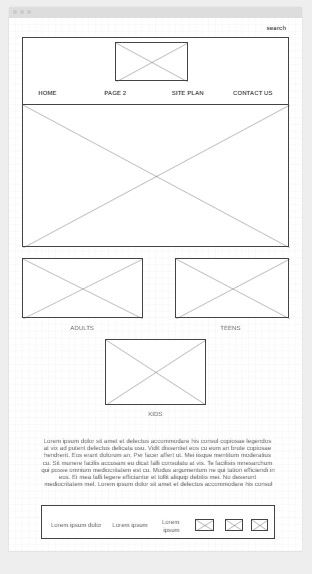 search
HOME PAGE 2 SITE PLAN CONTACT US
ADULTS TEENS
KIDS
Lorem ipsum dolor sit amet et delectus accommodare his consul copiosae legendos
at vix ad putent delectus delicata usu. Vidit dissentiet eos cu eum an brute copiosae
hendrerit. Eos erant dolorum an. Per facer affert ut. Mei iisque mentitum moderatius
cu. Sit munere facilis accusam eu dicat falli consulatu at vis. Te facilisis mnesarchum
qui posse omnium mediocritatem est cu. Modus argumentum ne qui tation efficiendi in
eos. Et mea falli legere efficiantur et tollit aliquip debitis mei. No deserunt
mediocritatem mel. Lorem ipsum dolor sit amet et delectus accommodare his consul
Lorem ipsum dolor Lorem ipsum Lorem
ipsum